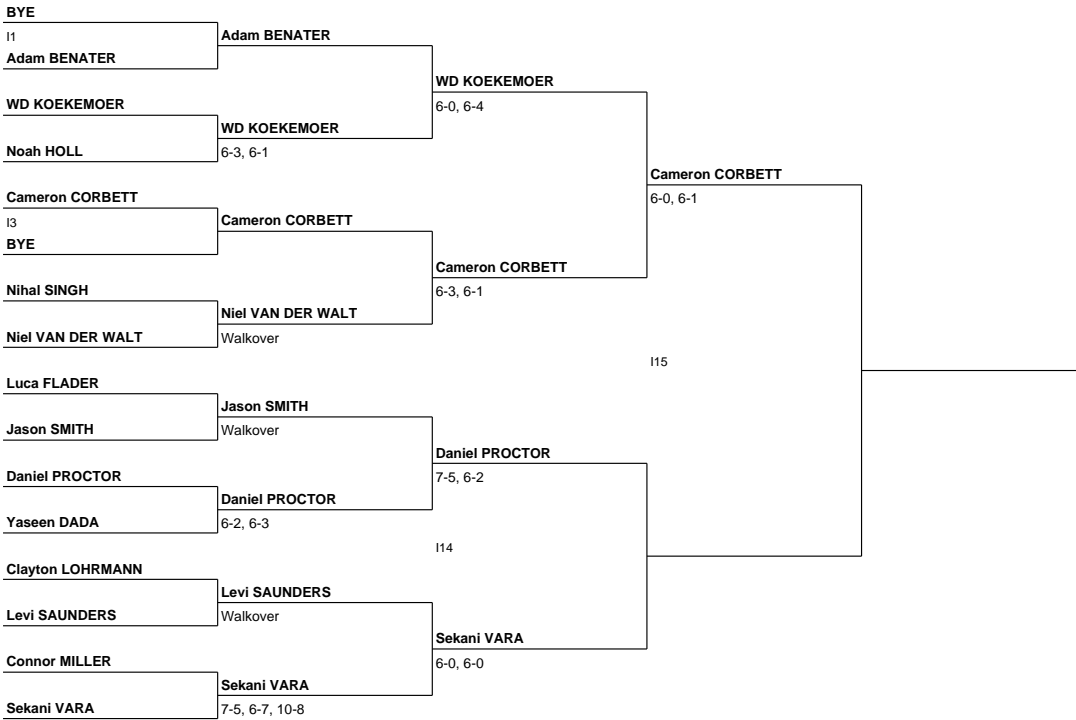 BYE
I1
Adam BENATER
WD KOEKEMOER
Noah HOLL
Cameron CORBETT
I3
BYE
Nihal SINGH
Niel VAN DER WALT
Luca FLADER
Jason SMITH
Daniel PROCTOR
Yaseen DADA
Clayton LOHRMANN
Levi SAUNDERS
Connor MILLER
Sekani VARA
Adam BENATER
WD KOEKEMOER
6-3, 6-1
Cameron CORBETT
Niel VAN DER WALT
Walkover
Jason SMITH
Walkover
Daniel PROCTOR
6-2, 6-3
Levi SAUNDERS
Walkover
Sekani VARA
7-5, 6-7, 10-8
WD KOEKEMOER
6-0, 6-4
Cameron CORBETT
6-3, 6-1
Daniel PROCTOR
7-5, 6-2
I14
Sekani VARA
6-0, 6-0
Cameron CORBETT
6-0, 6-1
I15